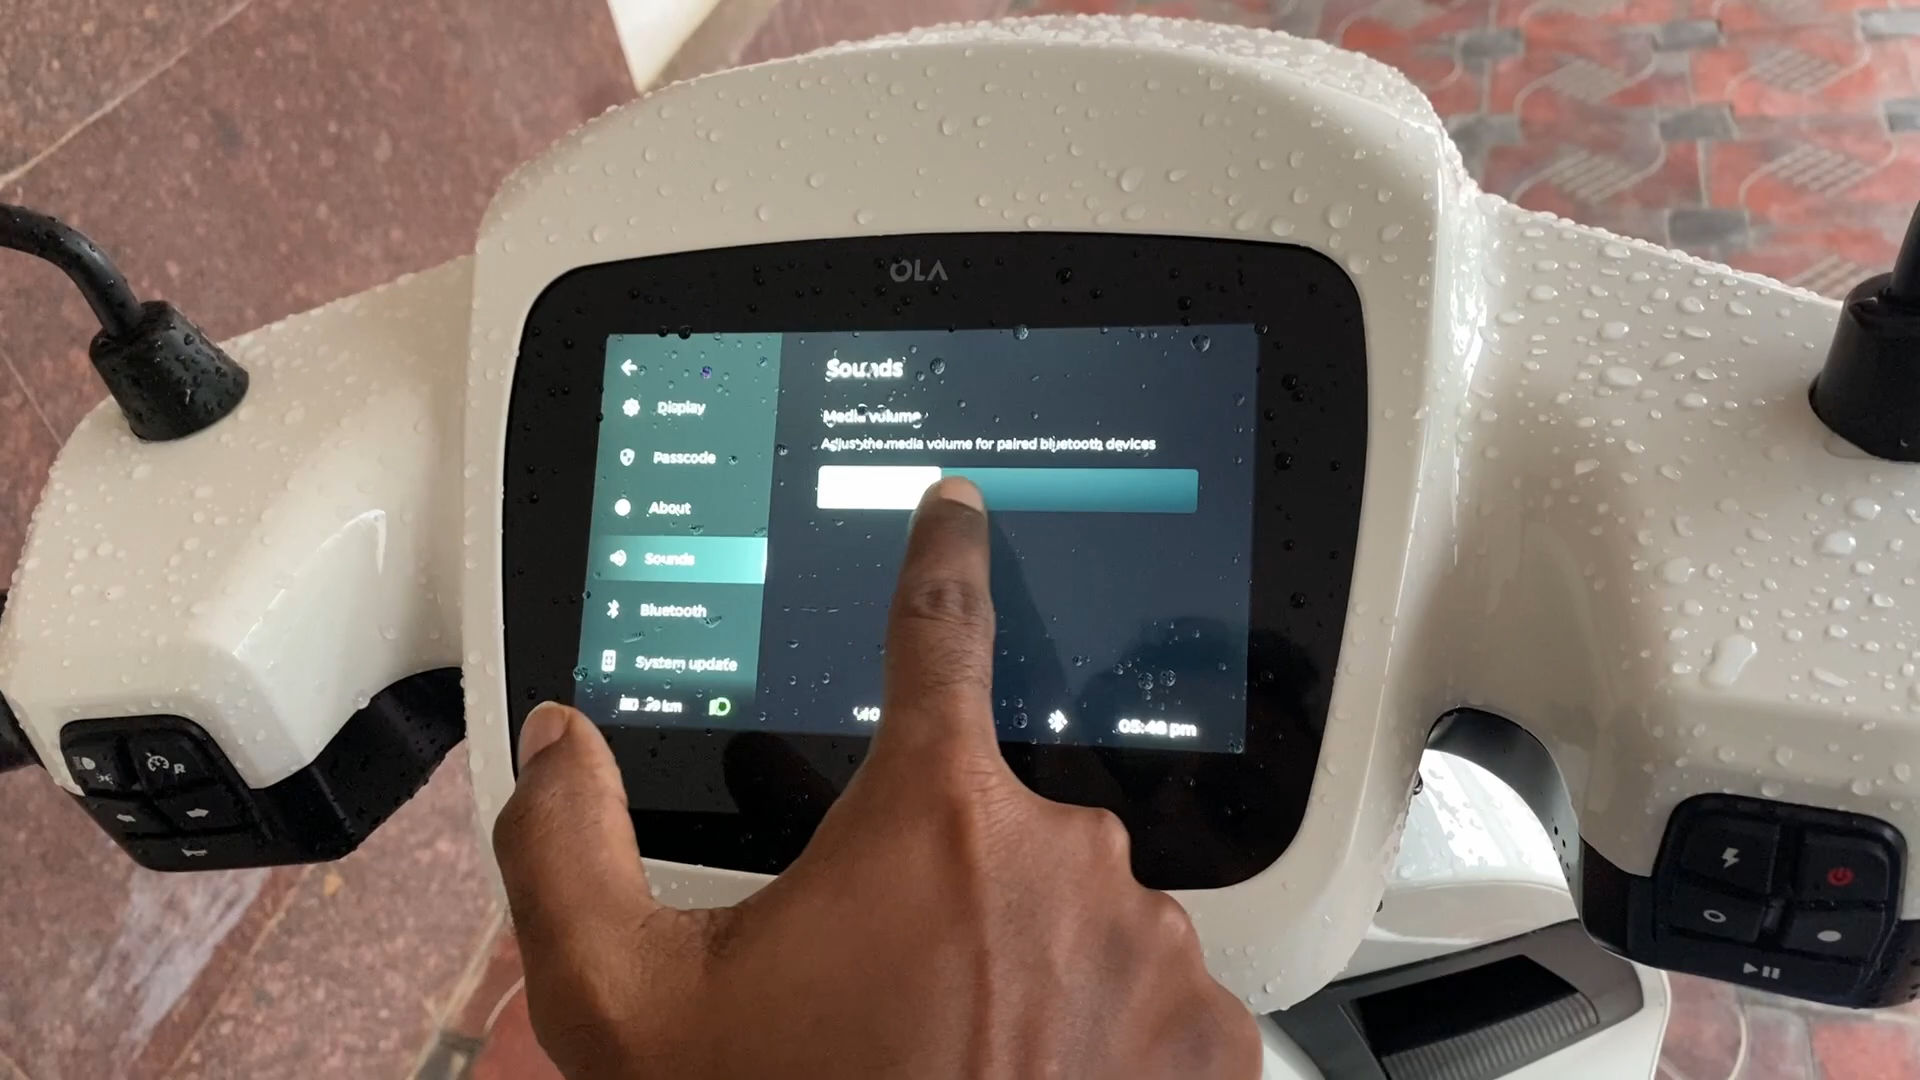 OLA
Sounds
Display
Media volume
Adjust the media volume for paired bluetooth devices
Passcode
About
Sounds
Bluetooth
System update
km
05:48 pm
R